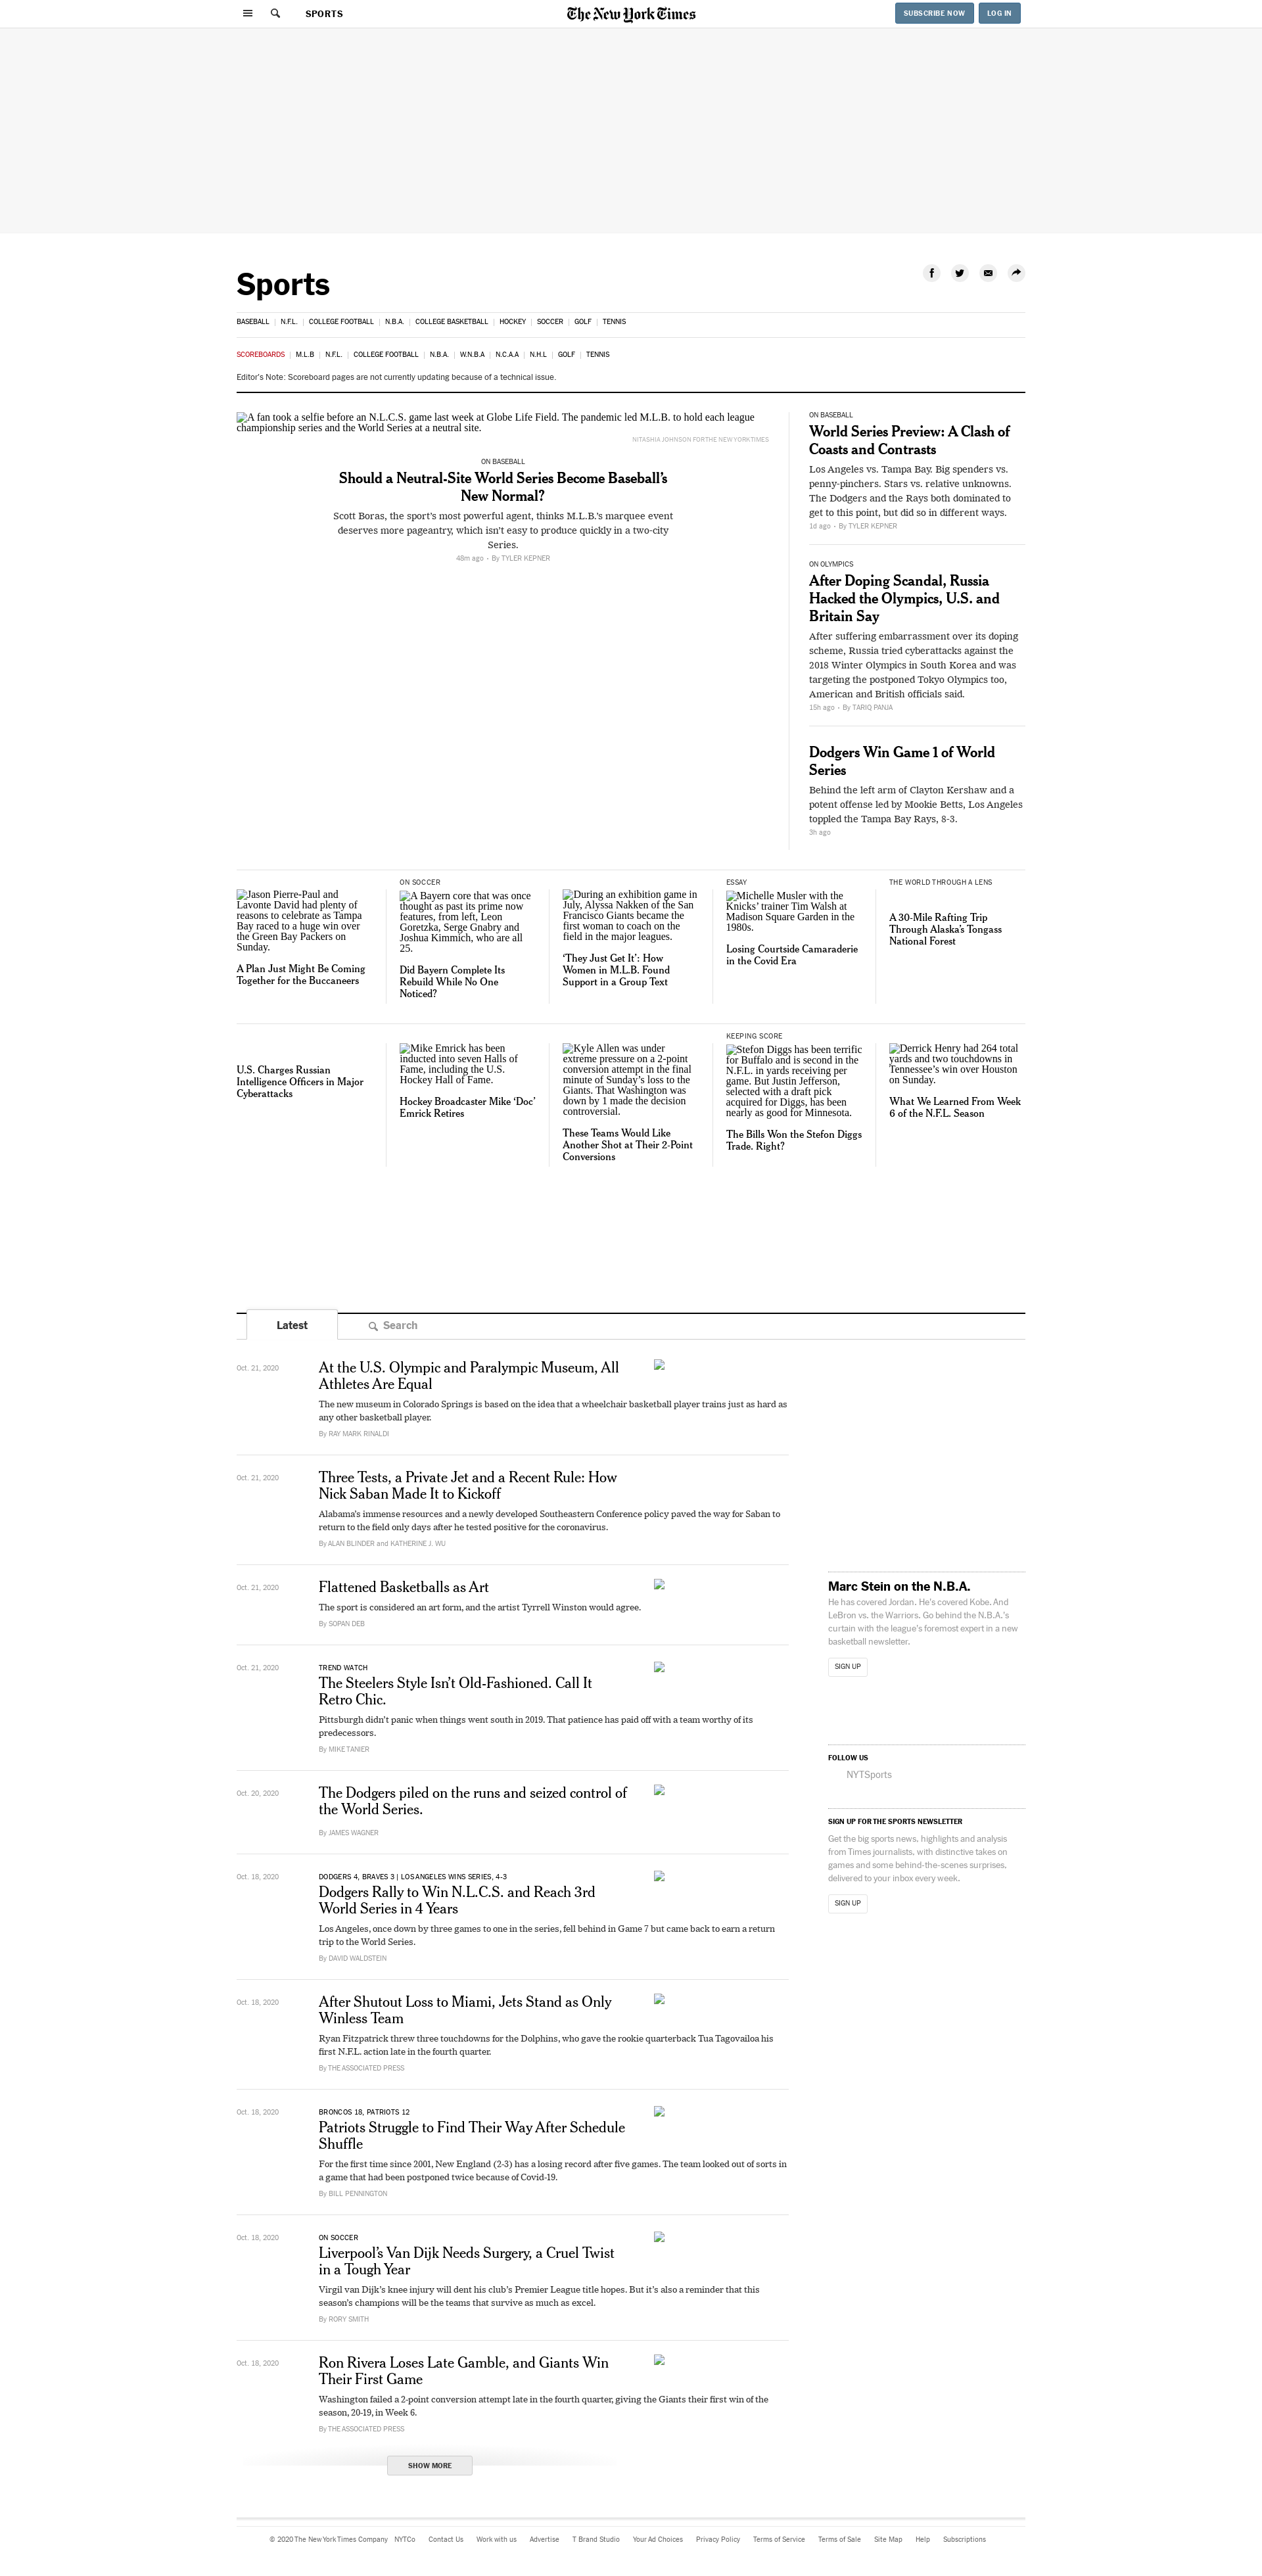 SPORTS
The New York Times
SUBSCRIBE NOW
LOG IN
Sports
BASEBALL | N.F.L. | COLLEGE FOOTBALL | N.B.A. | COLLEGE BASKETBALL | HOCKEY | SOCCER | GOLF | TENNIS
SCOREBOARDS | M.L.B | N.F.L. | COLLEGE FOOTBALL | N.B.A. | W.N.B.A | N.C.A.A | N.H.L | GOLF | TENNIS
Editor's Note: Scoreboard pages are not currently updating because of a technical issue.
A fan took a selfie before an N.L.C.S. game last week at Globe Life Field. The pandemic led M.L.B. to hold each league
championship series and the World Series at a neutral site.
NITASHIA JOHNSON FOR THE NEW YORK TIMES
ON BASEBALL
Should a Neutral-Site World Series Become Baseball’s
New Normal?
Scott Boras, the sport’s most powerful agent, thinks M.L.B.’s marquee event
deserves more pageantry, which isn’t easy to produce quickly in a two-city
Series.
48m ago • By TYLER KEPNER
ON BASEBALL
World Series Preview: A Clash of
Coasts and Contrasts
Los Angeles vs. Tampa Bay. Big spenders vs.
penny-pinchers. Stars vs. relative unknowns.
The Dodgers and the Rays both dominated to
get to this point, but did so in different ways.
1d ago • By TYLER KEPNER
ON OLYMPICS
After Doping Scandal, Russia
Hacked the Olympics, U.S. and
Britain Say
After suffering embarrassment over its doping
scheme, Russia tried cyberattacks against the
2018 Winter Olympics in South Korea and was
targeting the postponed Tokyo Olympics too,
American and British officials said.
15h ago • By TARIQ PANJA
Dodgers Win Game 1 of World
Series
Behind the left arm of Clayton Kershaw and a
potent offense led by Mookie Betts, Los Angeles
toppled the Tampa Bay Rays, 8-3.
3h ago
Jason Pierre-Paul and
Lavonte David had plenty of
reasons to celebrate as Tampa
Bay raced to a huge win over
the Green Bay Packers on
Sunday.
A Plan Just Might Be Coming
Together for the Buccaneers
ON SOCCER
A Bayern core that was once
thought as past its prime now
features, from left, Leon
Goretzka, Serge Gnabry and
Joshua Kimmich, who are all
25.
Did Bayern Complete Its
Rebuild While No One
Noticed?
During an exhibition game in
July, Alyssa Nakken of the San
Francisco Giants became the
first woman to coach on the
field in the major leagues.
‘They Just Get It’: How
Women in M.L.B. Found
Support in a Group Text
ESSAY
Michelle Musler with the
Knicks’ trainer Tim Walsh at
Madison Square Garden in the
1980s.
Losing Courtside Camaraderie
in the Covid Era
THE WORLD THROUGH A LENS
A 30-Mile Rafting Trip
Through Alaska’s Tongass
National Forest
U.S. Charges Russian
Intelligence Officers in Major
Cyberattacks
Mike Emrick has been
inducted into seven Halls of
Fame, including the U.S.
Hockey Hall of Fame.
Hockey Broadcaster Mike ‘Doc’
Emrick Retires
Kyle Allen was under
extreme pressure on a 2-point
conversion attempt in the final
minute of Sunday’s loss to the
Giants. That Washington was
down by 1 made the decision
controversial.
These Teams Would Like
Another Shot at Their 2-Point
Conversions
KEEPING SCORE
Stefon Diggs has been terrific
for Buffalo and is second in the
N.F.L. in yards receiving per
game. But Justin Jefferson,
selected with a draft pick
acquired for Diggs, has been
nearly as good for Minnesota.
The Bills Won the Stefon Diggs
Trade. Right?
Derrick Henry had 264 total
yards and two touchdowns in
Tennessee’s win over Houston
on Sunday.
What We Learned From Week
6 of the N.F.L. Season
Latest
Search
Oct. 21, 2020
At the U.S. Olympic and Paralympic Museum, All
Athletes Are Equal
The new museum in Colorado Springs is based on the idea that a wheelchair basketball player trains just as hard as
any other basketball player.
By RAY MARK RINALDI
Oct. 21, 2020
Three Tests, a Private Jet and a Recent Rule: How
Nick Saban Made It to Kickoff
Alabama’s immense resources and a newly developed Southeastern Conference policy paved the way for Saban to
return to the field only days after he tested positive for the coronavirus.
By ALAN BLINDER and KATHERINE J. WU
Oct. 21, 2020
Flattened Basketballs as Art
The sport is considered an art form, and the artist Tyrrell Winston would agree.
By SOPAN DEB
Oct. 21, 2020
TREND WATCH
The Steelers Style Isn’t Old-Fashioned. Call It
Retro Chic.
Pittsburgh didn’t panic when things went south in 2019. That patience has paid off with a team worthy of its
predecessors.
By MIKE TANIER
Oct. 20, 2020
The Dodgers piled on the runs and seized control of
the World Series.
By JAMES WAGNER
Oct. 18, 2020
DODGERS 4, BRAVES 3 | LOS ANGELES WINS SERIES, 4-3
Dodgers Rally to Win N.L.C.S. and Reach 3rd
World Series in 4 Years
Los Angeles, once down by three games to one in the series, fell behind in Game 7 but came back to earn a return
trip to the World Series.
By DAVID WALDSTEIN
Oct. 18, 2020
After Shutout Loss to Miami, Jets Stand as Only
Winless Team
Ryan Fitzpatrick threw three touchdowns for the Dolphins, who gave the rookie quarterback Tua Tagovailoa his
first N.F.L. action late in the fourth quarter.
By THE ASSOCIATED PRESS
Oct. 18, 2020
BRONCOS 18, PATRIOTS 12
Patriots Struggle to Find Their Way After Schedule
Shuffle
For the first time since 2001, New England (2-3) has a losing record after five games. The team looked out of sorts in
a game that had been postponed twice because of Covid-19.
By BILL PENNINGTON
Oct. 18, 2020
ON SOCCER
Liverpool’s Van Dijk Needs Surgery, a Cruel Twist
in a Tough Year
Virgil van Dijk’s knee injury will dent his club’s Premier League title hopes. But it’s also a reminder that this
season’s champions will be the teams that survive as much as excel.
By RORY SMITH
Oct. 18, 2020
Ron Rivera Loses Late Gamble, and Giants Win
Their First Game
Washington failed a 2-point conversion attempt late in the fourth quarter, giving the Giants their first win of the
season, 20-19, in Week 6.
By THE ASSOCIATED PRESS
SHOW MORE
Marc Stein on the N.B.A.
He has covered Jordan. He’s covered Kobe. And
LeBron vs. the Warriors. Go behind the N.B.A.’s
curtain with the league’s foremost expert in a new
basketball newsletter.
SIGN UP
FOLLOW US
NYTSports
SIGN UP FOR THE SPORTS NEWSLETTER
Get the big sports news, highlights and analysis
from Times journalists, with distinctive takes on
games and some behind-the-scenes surprises,
delivered to your inbox every week.
SIGN UP
© 2020 The New York Times Company NYTCo Contact Us Work with us Advertise T Brand Studio Your Ad Choices Privacy Policy Terms of Service Terms of Sale Site Map Help Subscriptions